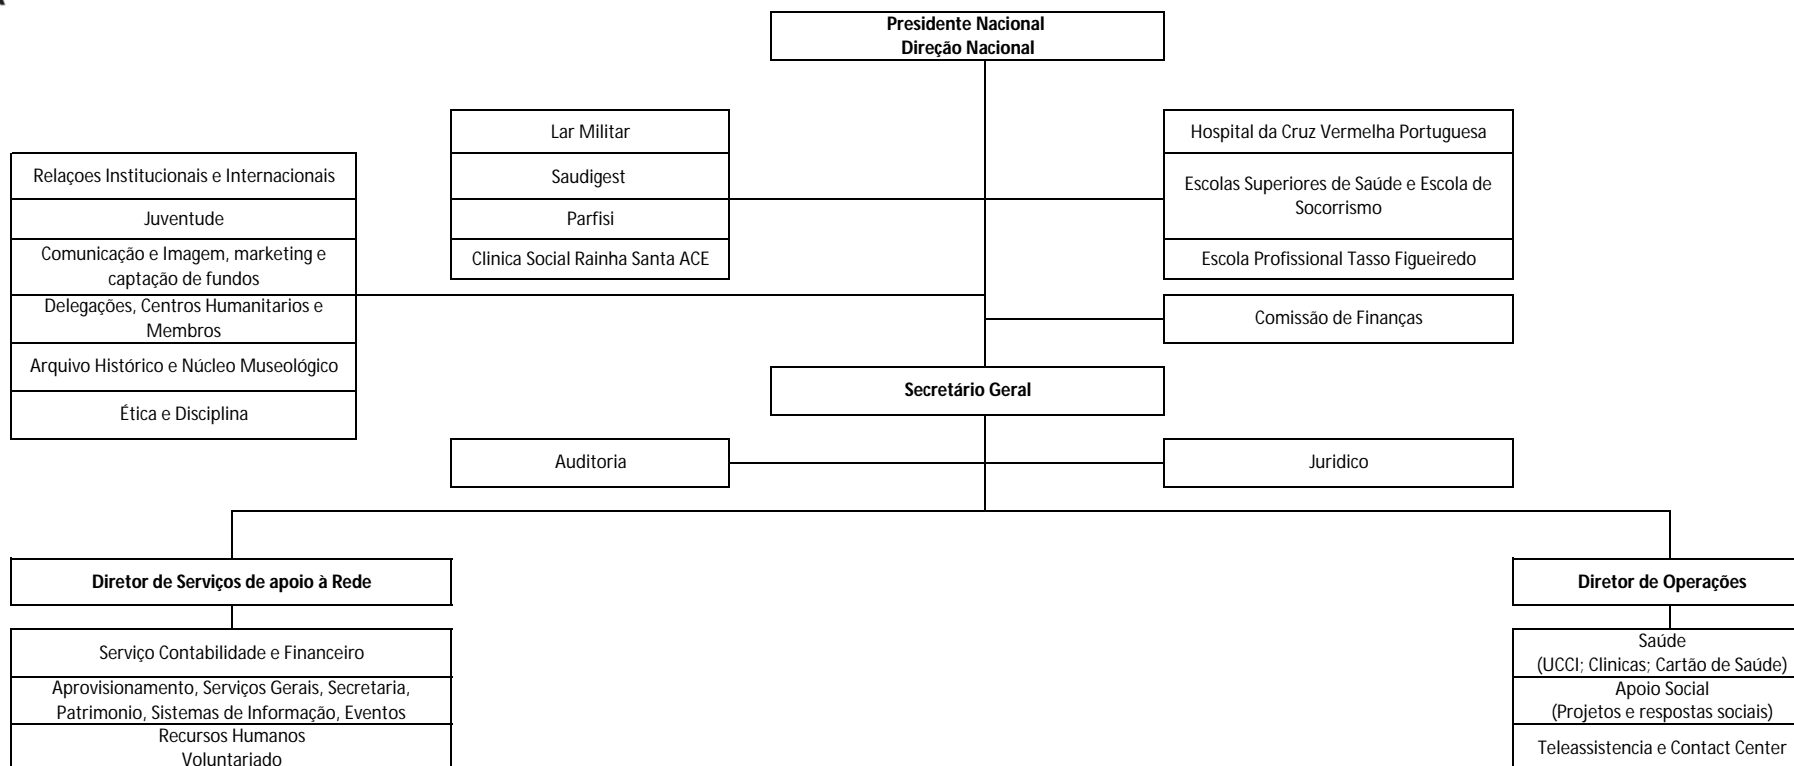 Presidente Nacional
Direção Nacional
Lar Militar
Saudigest
Parfisi
Clinica Social Rainha Santa ACE
Hospital da Cruz Vermelha Portuguesa
Escolas Superiores de Saúde e Escola de
Socorrismo
Escola Profissional Tasso Figueiredo
Relaçoes Institucionais e Internacionais
Juventude
Comunicação e Imagem, marketing e
captação de fundos
Delegações, Centros Humanitarios e
Membros
Arquivo Histórico e Núcleo Museológico
Ética e Disciplina
Comissão de Finanças
Secretário Geral
Auditoria
Juridico
Diretor de Serviços de apoio à Rede
Serviço Contabilidade e Financeiro
Aprovisionamento, Serviços Gerais, Secretaria,
Patrimonio, Sistemas de Informação, Eventos
Recursos Humanos
Voluntariado
Diretor de Operações
Saúde
(UCCI; Clinicas; Cartão de Saúde)
Apoio Social
(Projetos e respostas sociais)
Teleassistencia e Contact Center